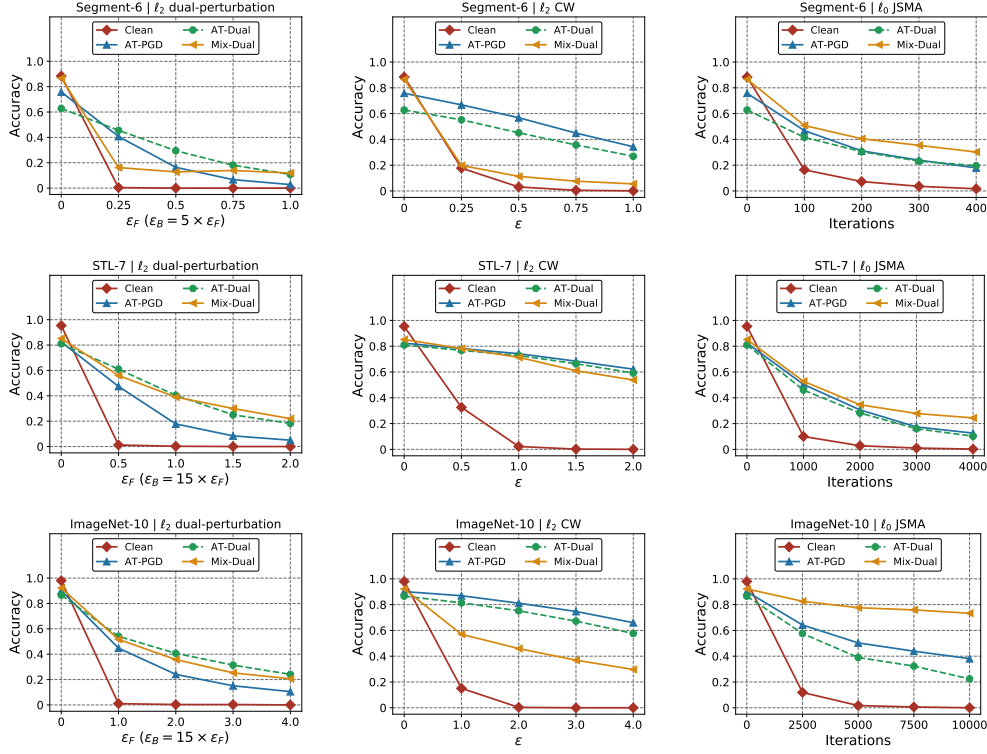 Segment-6 | ℓ₂ dual-perturbation
Clean AT-Dual
AT-PGD Mix-Dual
Accuracy
1.0
0.8
0.6
0.4
0.2
0
0 0.25 0.5 0.75 1.0
ε_F (ε_B = 5 × ε_F)
Segment-6 | ℓ₂ CW
Clean AT-Dual
AT-PGD Mix-Dual
Accuracy
1.0
0.8
0.6
0.4
0.2
0
0 0.25 0.5 0.75 1.0
ε
Segment-6 | ℓ₀ JSMA
Clean AT-Dual
AT-PGD Mix-Dual
Accuracy
1.0
0.8
0.6
0.4
0.2
0
0 100 200 300 400
Iterations
STL-7 | ℓ₂ dual-perturbation
Clean AT-Dual
AT-PGD Mix-Dual
Accuracy
1.0
0.8
0.6
0.4
0.2
0
0 0.5 1.0 1.5 2.0
ε_F (ε_B = 15 × ε_F)
STL-7 | ℓ₂ CW
Clean AT-Dual
AT-PGD Mix-Dual
Accuracy
1.0
0.8
0.6
0.4
0.2
0
0 0.5 1.0 1.5 2.0
ε
STL-7 | ℓ₀ JSMA
Clean AT-Dual
AT-PGD Mix-Dual
Accuracy
1.0
0.8
0.6
0.4
0.2
0
0 1000 2000 3000 4000
Iterations
ImageNet-10 | ℓ₂ dual-perturbation
Clean AT-Dual
AT-PGD Mix-Dual
Accuracy
1.0
0.8
0.6
0.4
0.2
0
0 1.0 2.0 3.0 4.0
ε_F (ε_B = 15 × ε_F)
ImageNet-10 | ℓ₂ CW
Clean AT-Dual
AT-PGD Mix-Dual
Accuracy
1.0
0.8
0.6
0.4
0.2
0
0 1.0 2.0 3.0 4.0
ε
ImageNet-10 | ℓ₀ JSMA
Clean AT-Dual
AT-PGD Mix-Dual
Accuracy
1.0
0.8
0.6
0.4
0.2
0
0 2500 5000 7500 10000
Iterations